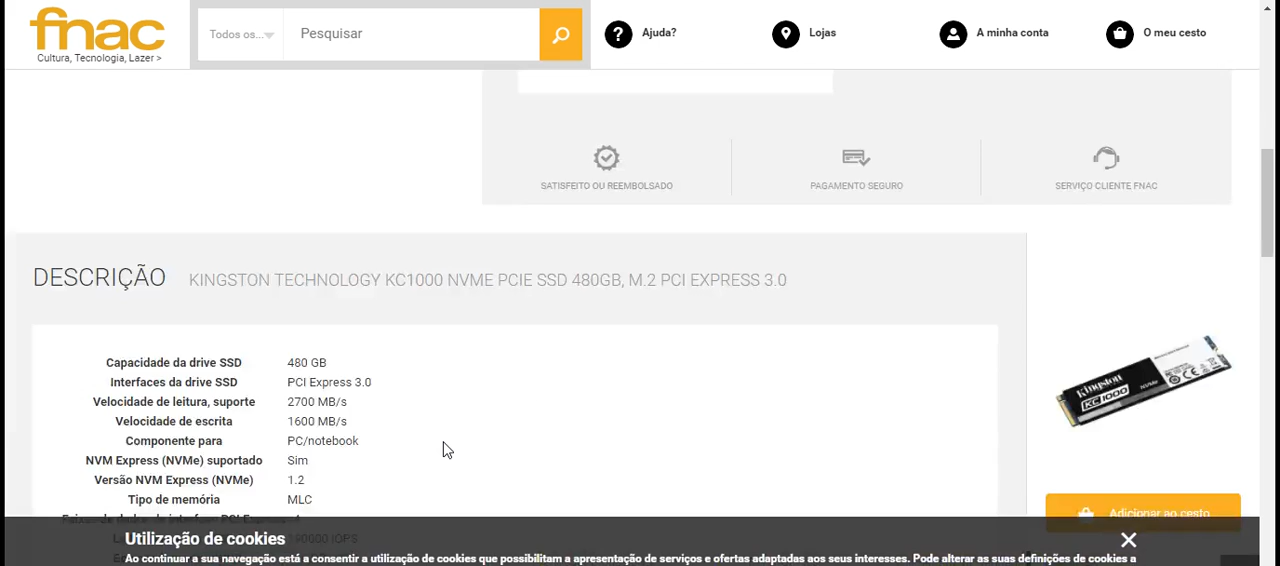 fnac
Cultura, Tecnologia, Lazer >
Todos os...
Pesquisar
Ajuda?
Lojas
A minha conta
O meu cesto
SATISFEITO OU REEMBOLSADO
PAGAMENTO SEGURO
SERVIÇO CLIENTE FNAC
DESCRIÇÃO KINGSTON TECHNOLOGY KC1000 NVME PCIE SSD 480GB, M.2 PCI EXPRESS 3.0
Capacidade da drive SSD 480 GB
Interfaces da drive SSD PCI Express 3.0
Velocidade de leitura, suporte 2700 MB/s
Velocidade de escrita 1600 MB/s
Componente para PC/notebook
NVM Express (NVMe) suportado Sim
Versão NVM Express (NVMe) 1.2
Tipo de memória MLC
190000 IOPS
Kingston
KC1000
NVMe
Adicionar ao cesto
Utilização de cookies
Ao continuar a sua navegação está a consentir a utilização de cookies que possibilitam a apresentação de serviços e ofertas adaptadas aos seus interesses. Pode alterar as suas definições de cookies a